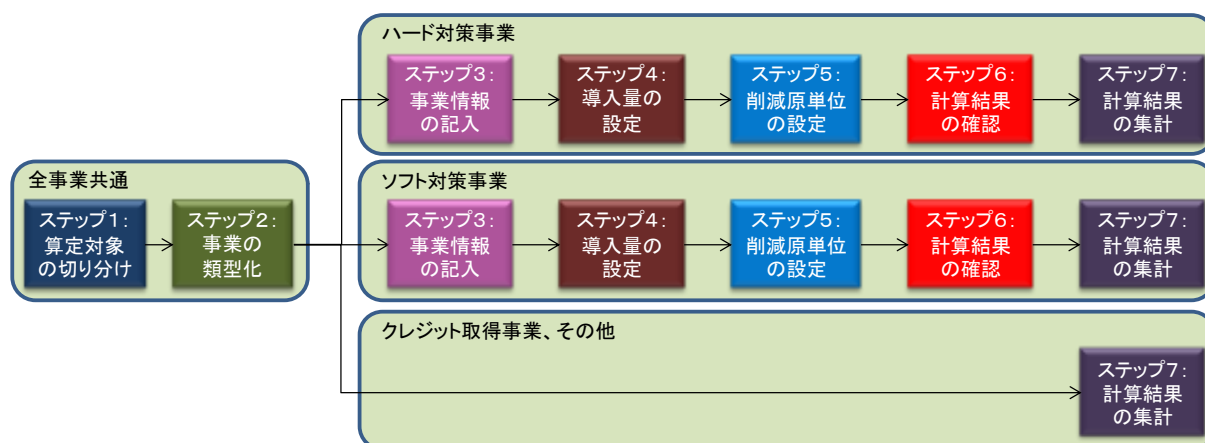 ハード対策事業
ステップ3:
事業情報
の記入
ステップ4:
導入量の
設定
ステップ5:
削減原単位
の設定
ステップ6:
計算結果
の確認
ステップ7:
計算結果
の集計
全事業共通
ステップ1:
算定対象
の切り分け
ステップ2:
事業の
類型化
ソフト対策事業
ステップ3:
事業情報
の記入
ステップ4:
導入量の
設定
ステップ5:
削減原単位
の設定
ステップ6:
計算結果
の確認
ステップ7:
計算結果
の集計
クレジット取得事業、その他
ステップ7:
計算結果
の集計